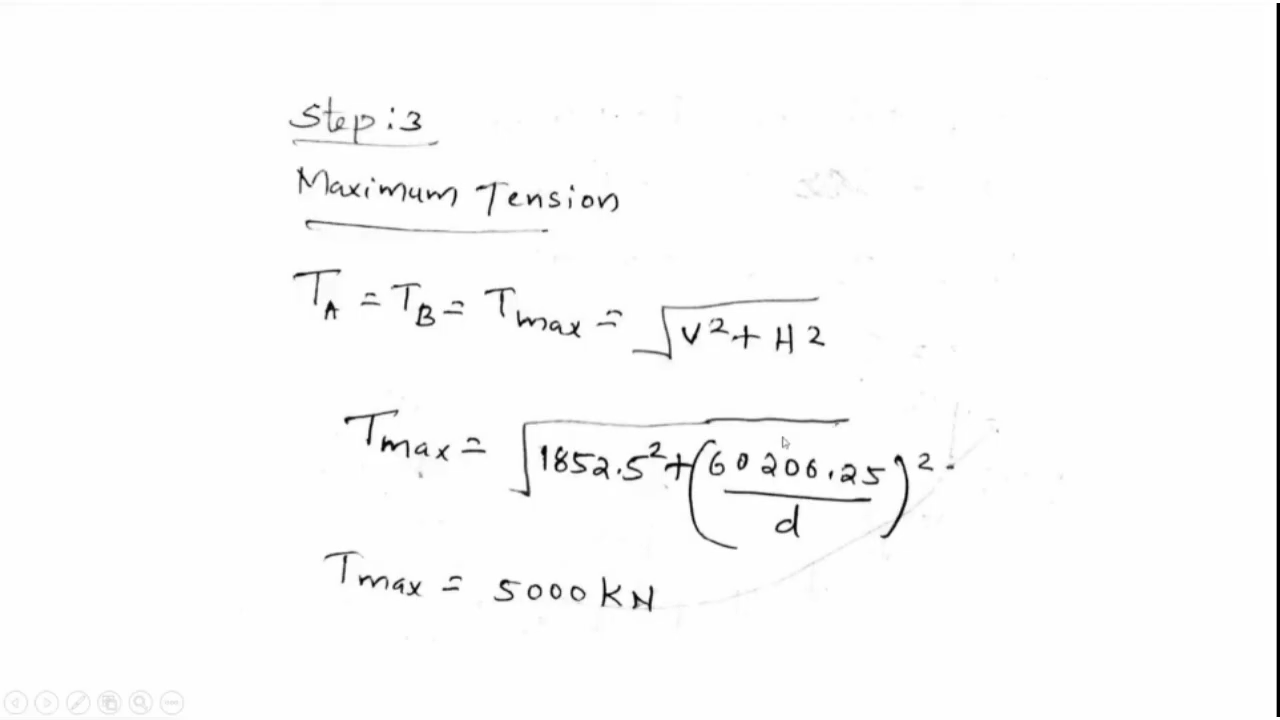 Step:3
Maximum Tension
T_A = T_B = T_max = √(V² + H²)
T_max = √(1852.5² + (60206.25/d)²).
T_max = 5000 KN